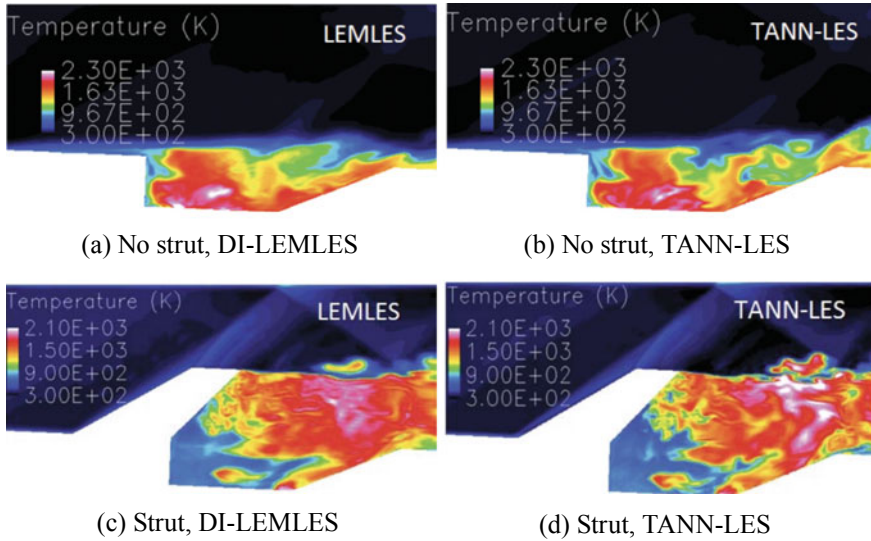 Temperature (K)
LEMLES
2.30E+03
1.63E+03
9.67E+02
3.00E+02
(a) No strut, DI-LEMLES
Temperature (K)
TANN-LES
2.30E+03
1.63E+03
9.67E+02
3.00E+02
(b) No strut, TANN-LES
Temperature (K)
LEMLES
2.10E+03
1.50E+03
9.00E+02
3.00E+02
(c) Strut, DI-LEMLES
Temperature (K)
TANN-LES
2.10E+03
1.50E+03
9.00E+02
3.00E+02
(d) Strut, TANN-LES